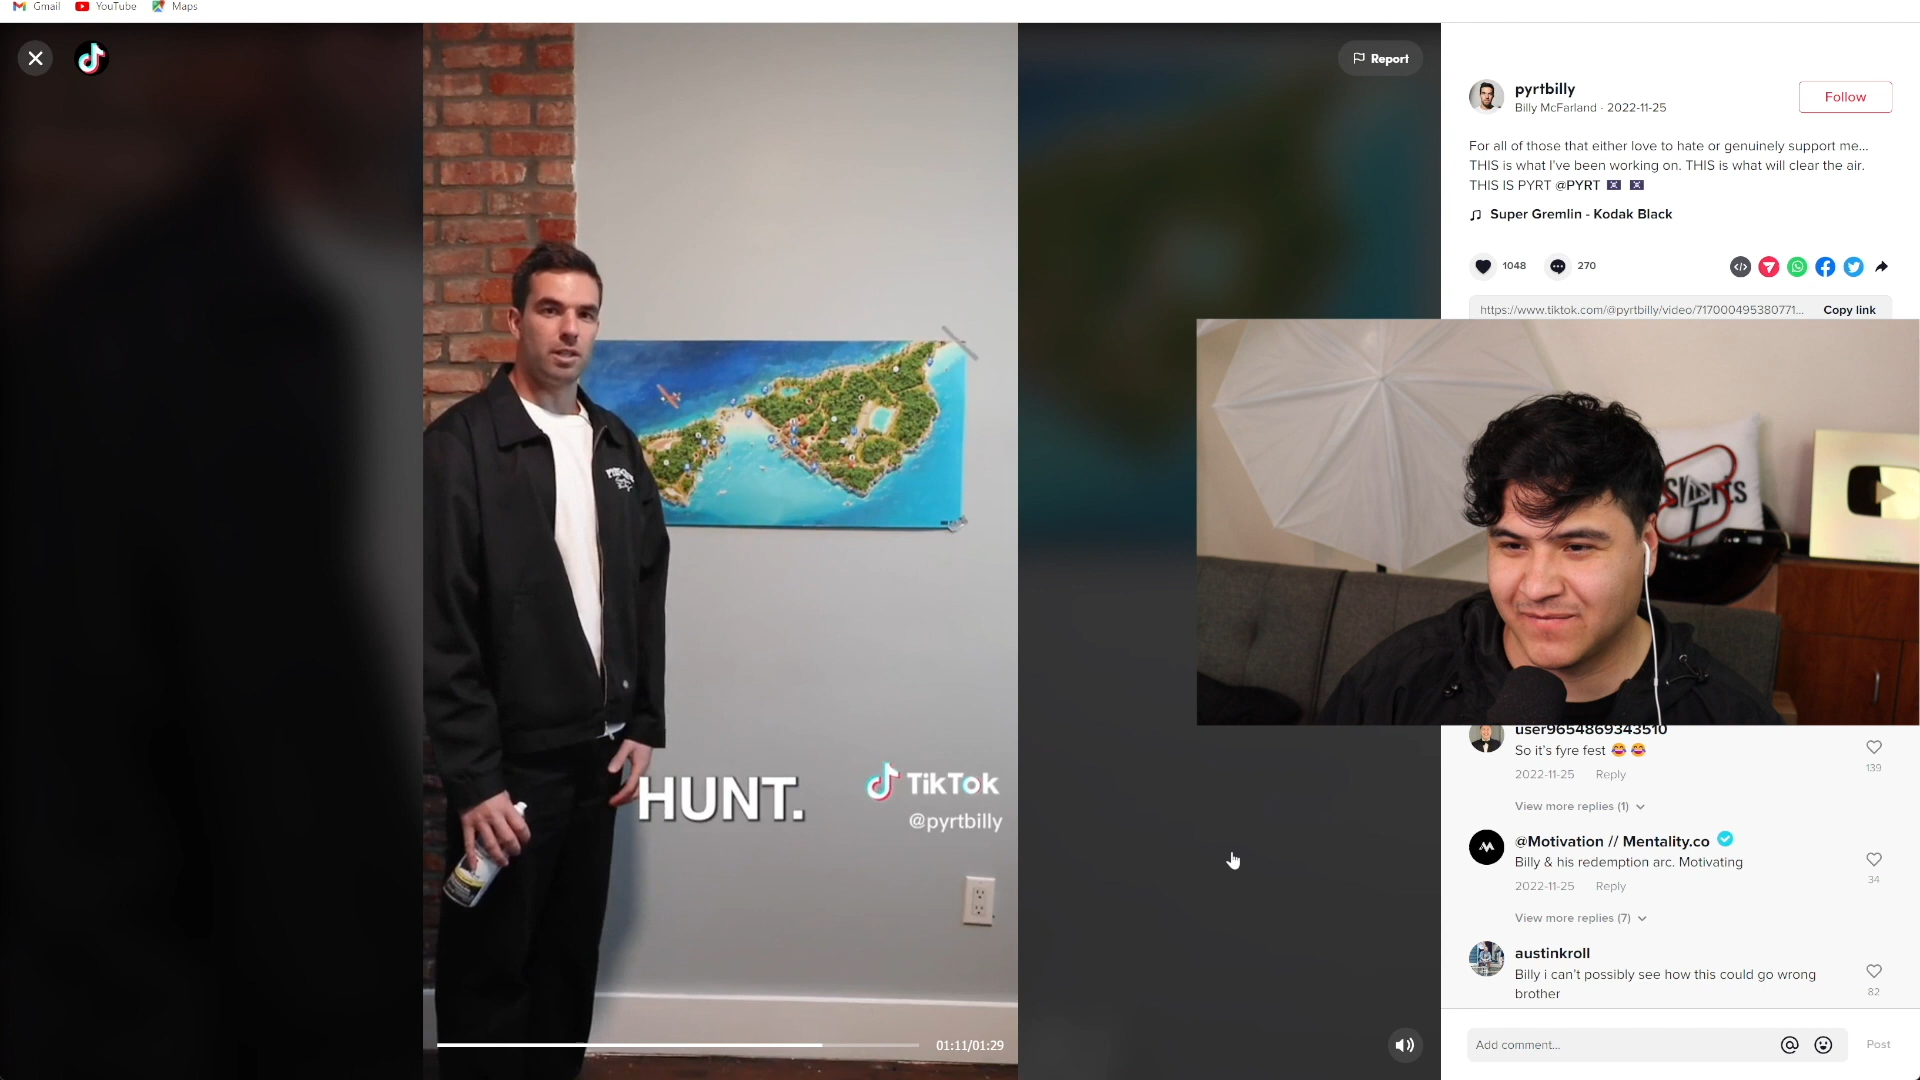 Gmail
YouTube
Maps
Report
pyrtbilly
Billy McFarland · 2022-11-25
Follow
For all of those that either love to hate or genuinely support me...
THIS is what I've been working on. THIS is what will clear the air.
THIS IS PYRT @PYRT
Super Gremlin - Kodak Black
1048
270
https://www.tiktok.com/@pyrtbilly/video/717000495380771...
Copy link
HUNT.
TikTok
@pyrtbilly
01:11/01:29
user9654869343510
So it's fyre fest 😂 😂
139
2022-11-25 Reply
View more replies (1)
@Motivation // Mentality.co
Billy & his redemption arc. Motivating
34
2022-11-25 Reply
View more replies (7)
austinkroll
Billy i can't possibly see how this could go wrong
brother
82
Add comment...
Post